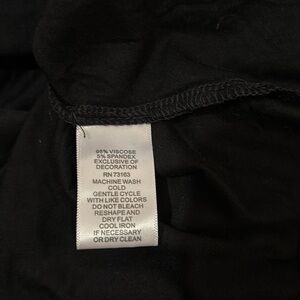 95% VISCOSE
5% SPANDEX
EXCLUSIVE OF
DECORATION
RN 73163
MACHINE WASH
COLD
GENTLE CYCLE
WITH LIKE COLORS
DO NOT BLEACH
RESHAPE AND
DRY FLAT
COOL IRON
IF NECESSARY
OR DRY CLEAN